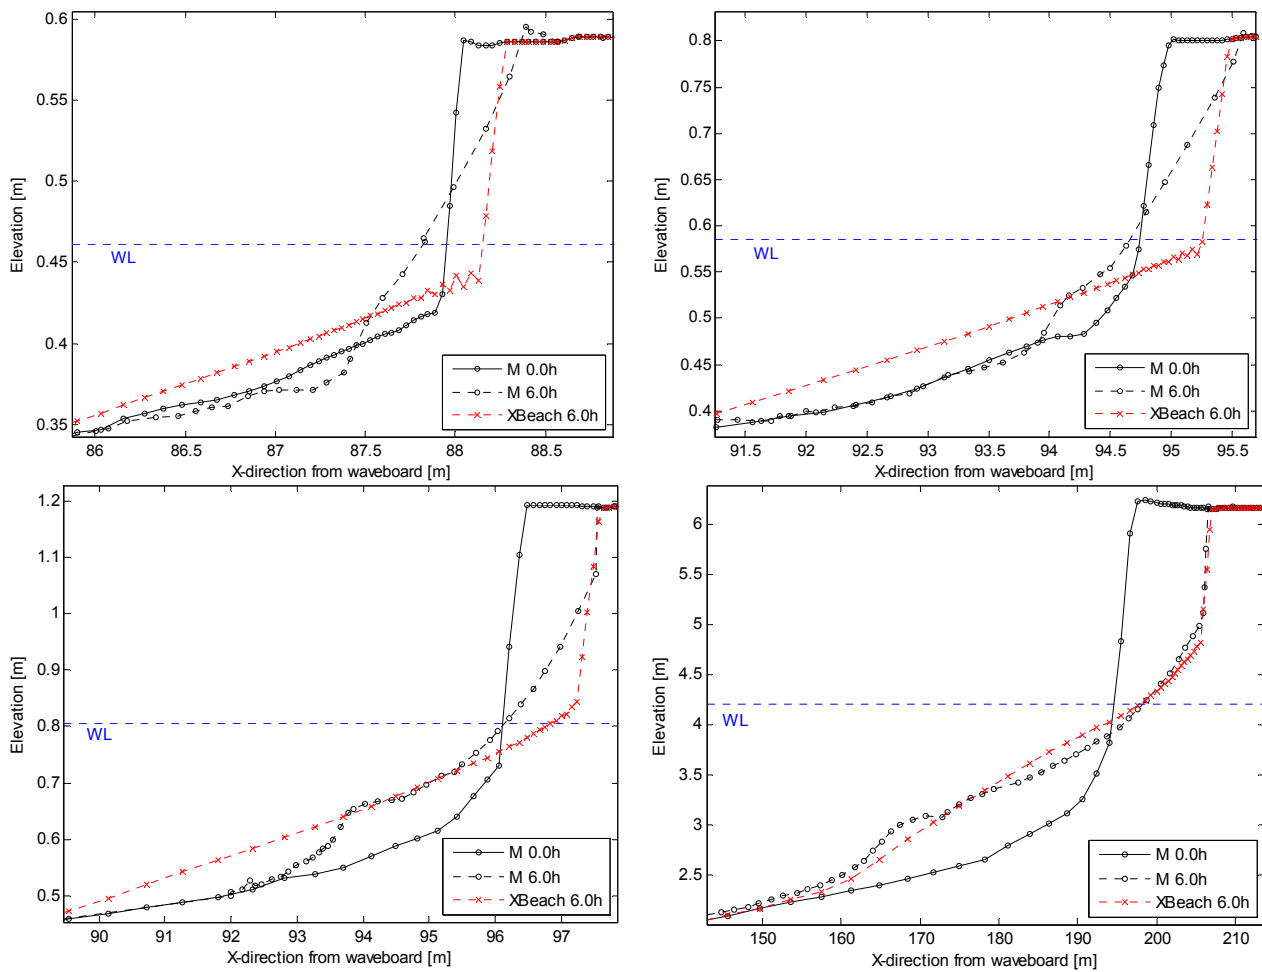 0.6
0.55
0.5
0.45
0.4
0.35
Elevation [m]
WL
M 0.0h
M 6.0h
XBeach 6.0h
86 86.5 87 87.5 88 88.5
X-direction from waveboard [m]
0.8
0.7
0.6
0.55
0.5
0.45
0.4
Elevation [m]
WL
M 0.0h
M 6.0h
XBeach 6.0h
91.5 92 92.5 93 93.5 94 94.5 95 95.5
X-direction from waveboard [m]
1.2
1.1
1
0.9
0.8
0.7
0.6
0.5
Elevation [m]
WL
M 0.0h
M 6.0h
XBeach 6.0h
90 91 92 93 94 95 96 97
X-direction from waveboard [m]
6
5.5
5
4.5
4
3.5
3
2.5
Elevation [m]
WL
M 0.0h
M 6.0h
XBeach 6.0h
150 160 170 180 190 200 210
X-direction from waveboard [m]